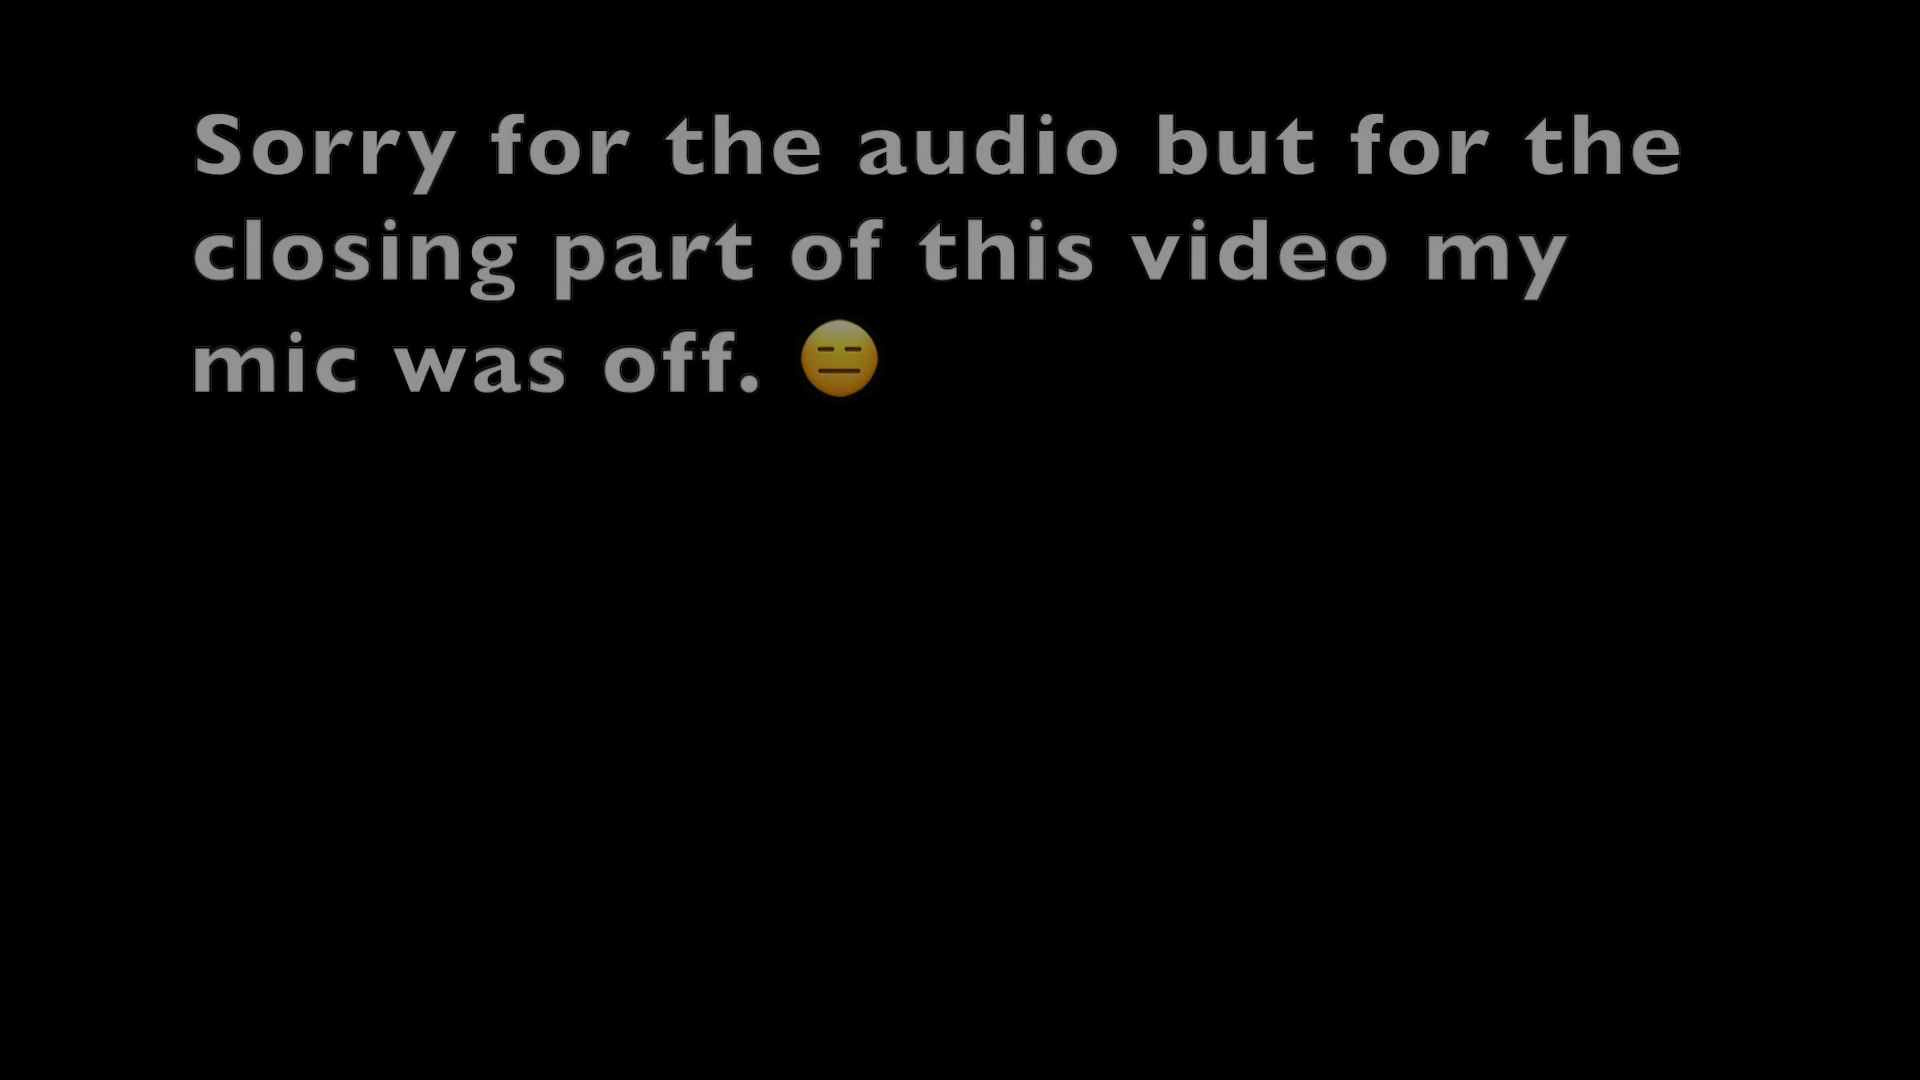 Sorry for the audio but for the
closing part of this video my
mic was off. 😑